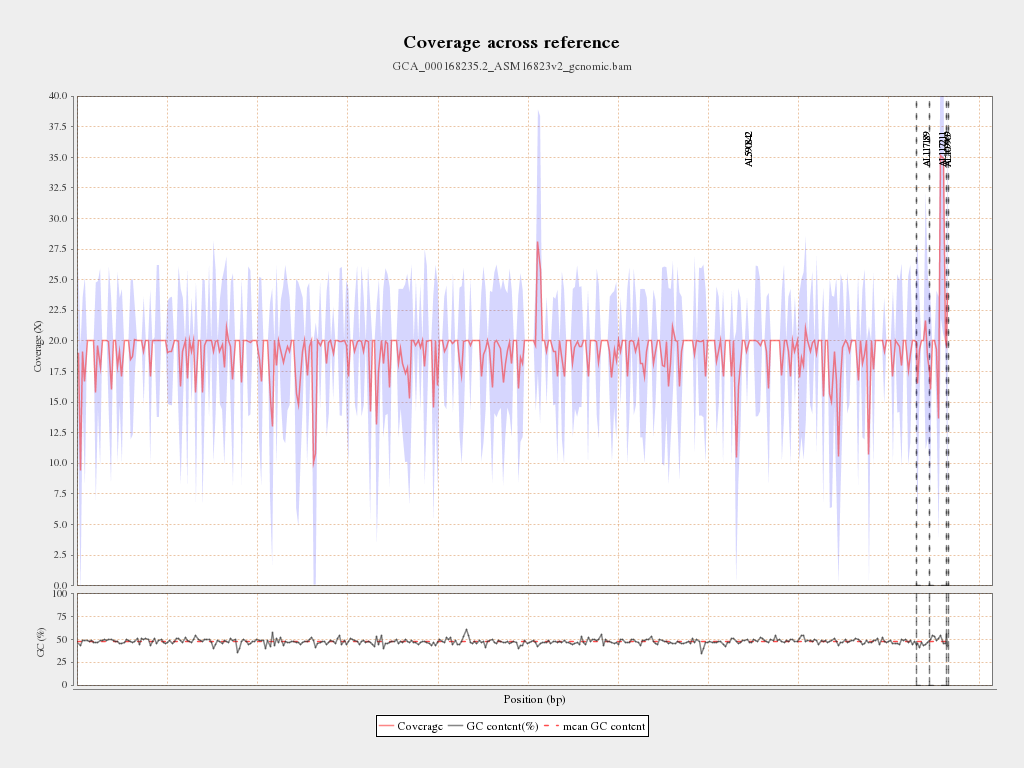 Coverage across reference
GCA_000168235.2_ASM16823v2_genomic.bam
40.0
37.5
35.0
32.5
30.0
27.5
25.0
22.5
20.0
17.5
15.0
12.5
10.0
7.5
5.0
2.5
0.0
Coverage (X)
AL590842
AL117189
AL117211
100
75
50
25
0
GC (%)
Position (bp)
Coverage GC content(%) mean GC content